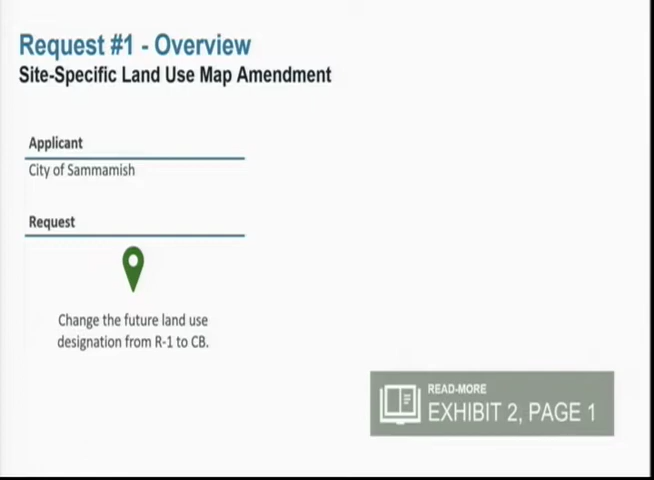 Request #1 - Overview
Site-Specific Land Use Map Amendment
Applicant
City of Sammamish
Request
Change the future land use
designation from R-1 to CB.
READ-MORE
EXHIBIT 2, PAGE 1